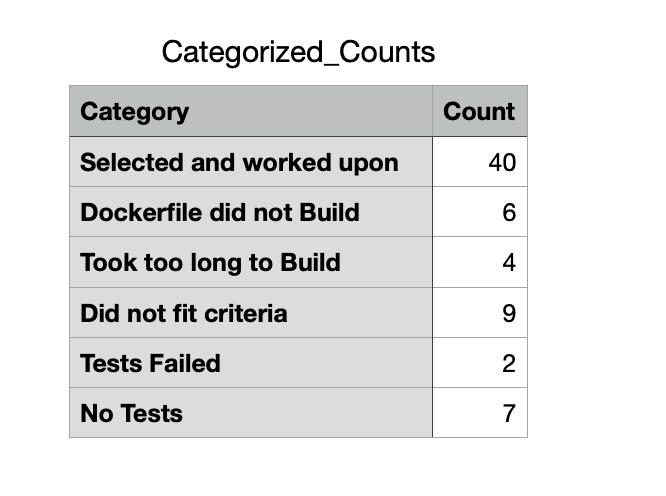 Categorized_Counts
Category Count
Selected and worked upon 40
Dockerfile did not Build 6
Took too long to Build 4
Did not fit criteria 9
Tests Failed 2
No Tests 7